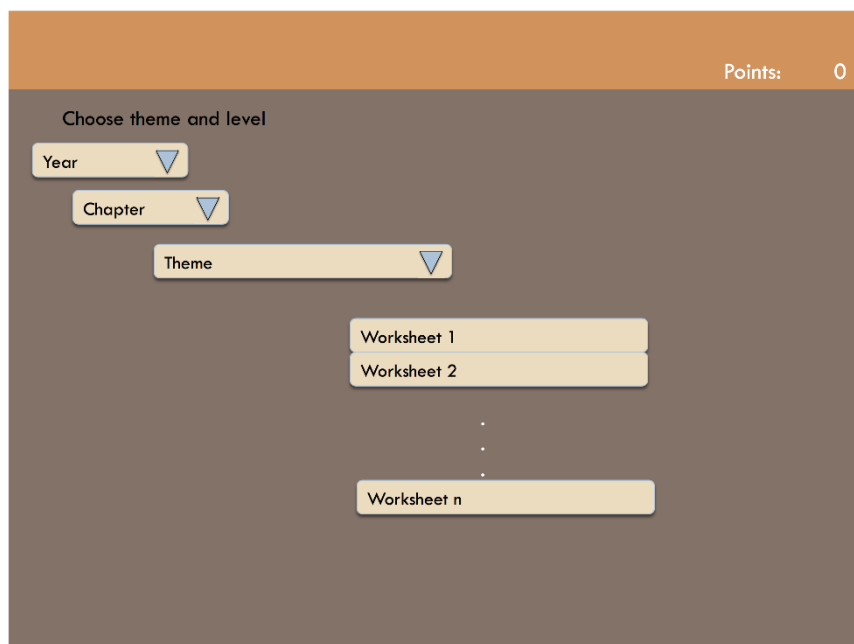 Points: 0
Choose theme and level
Year
Chapter
Theme
Worksheet 1
Worksheet 2
.
.
.
Worksheet n